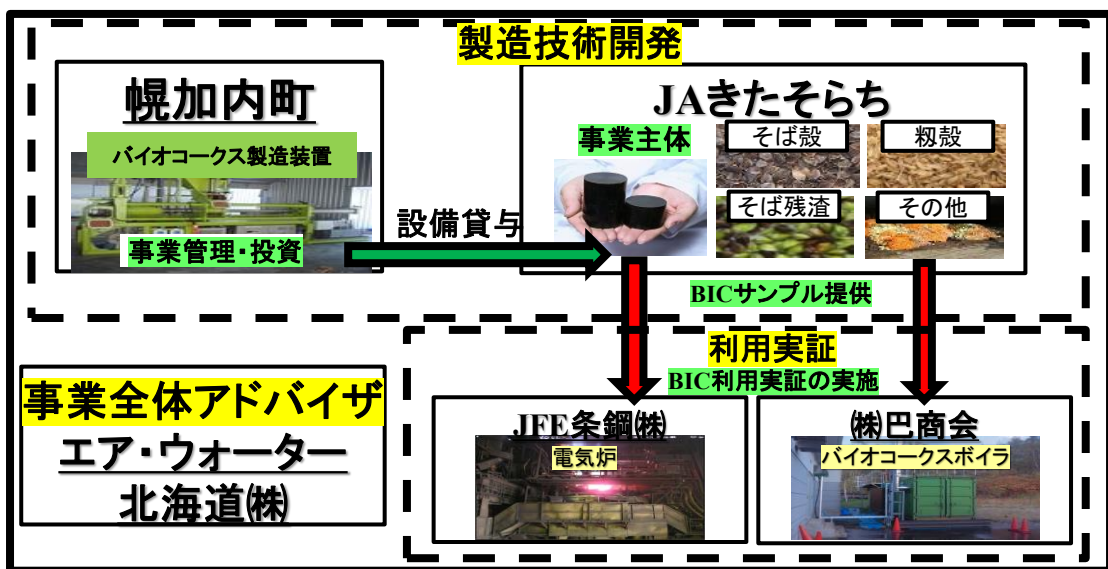 製造技術開発
幌加内町
バイオコークス製造装置
事業管理・投資
設備貸与
JAきたそらち
事業主体
そば殻
籾殻
そば残渣
その他
BICサンプル提供
利用実証
BIC利用実証の実施
JFE条鋼㈱
電気炉
㈱巴商会
バイオコークスボイラ
事業全体アドバイザ
エア・ウォーター
北海道㈱